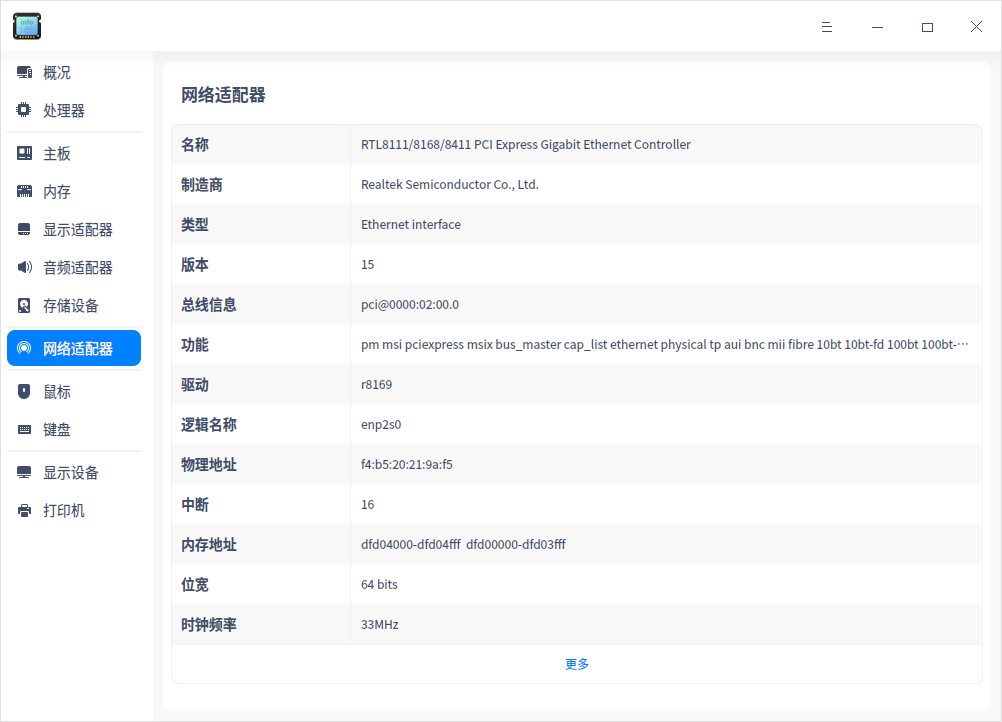 info
概况
处理器
主板
内存
显示适配器
音频适配器
存储设备
网络适配器
鼠标
键盘
显示设备
打印机
网络适配器
名称 RTL8111/8168/8411 PCI Express Gigabit Ethernet Controller
制造商 Realtek Semiconductor Co., Ltd.
类型 Ethernet interface
版本 15
总线信息 pci@0000:02:00.0
功能 pm msi pciexpress msix bus_master cap_list ethernet physical tp aui bnc mii fibre 10bt 10bt-fd 100bt 100bt-···
驱动 r8169
逻辑名称 enp2s0
物理地址 f4:b5:20:21:9a:f5
中断 16
内存地址 dfd04000-dfd04fff dfd00000-dfd03fff
位宽 64 bits
时钟频率 33MHz
更多